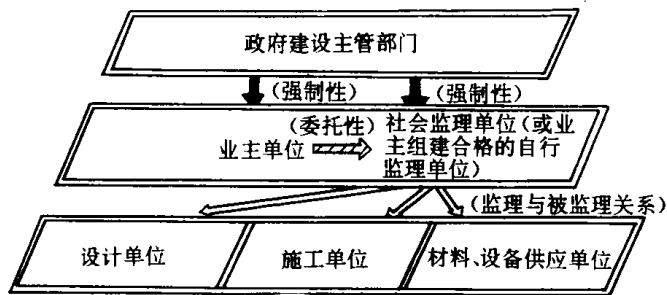 政府建设主管部门
(强制性) (强制性)
(委托性) 社会监理单位(或业
业主单位 主组建合格的自行
监理单位)
(监理与被监理关系)
设计单位 施工单位 材料、设备供应单位